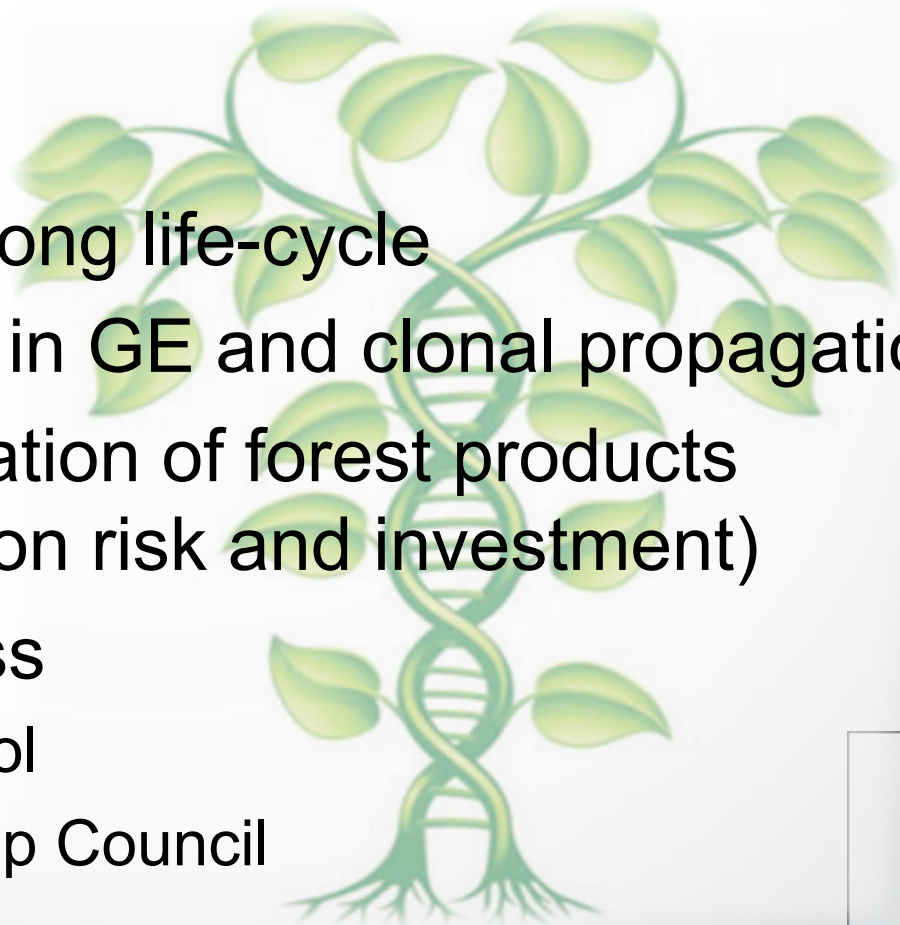 ong life-cycle
in GE and clonal propagatio
ation of forest products
on risk and investment)
ss
ol
p Council